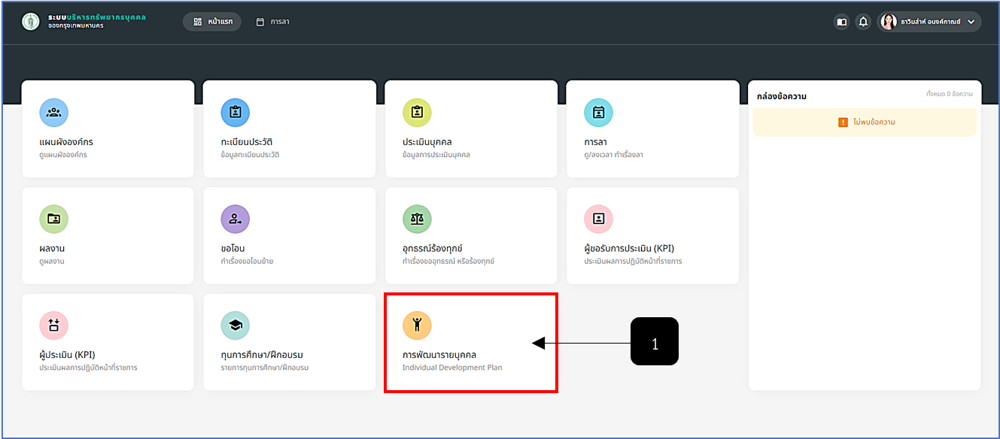 ระบบบริหารทรัพยากรบุคคล
ของกรุงเทพมหานคร
หน้าแรก
การลา
ธาวินส่าห์ อนงค์กาณย์
แผนผังองค์กร
ดูแผนผังองค์กร
ทะเบียนประวัติ
ข้อมูลทะเบียนประวัติ
ประเมินบุคคล
ข้อมูลการประเมินบุคคล
การลา
ดู/ลงเวลา ทำเรื่องลา
กล่องข้อความ
ทั้งหมด 0 ข้อความ
ไม่พบข้อความ
ผลงาน
ดูผลงาน
ขอโอน
ทำเรื่องขอโอนย้าย
อุทธรณ์ร้องทุกข์
ทำเรื่องขออุทธรณ์ หรือร้องทุกข์
ผู้ขอรับการประเมิน (KPI)
ประเมินผลการปฏิบัติหน้าที่ราชการ
ผู้ประเมิน (KPI)
ประเมินผลการปฏิบัติหน้าที่ราชการ
ทุนการศึกษา/ฝึกอบรม
รายการทุนการศึกษา/ฝึกอบรม
การพัฒนารายบุคคล
Individual Development Plan
1